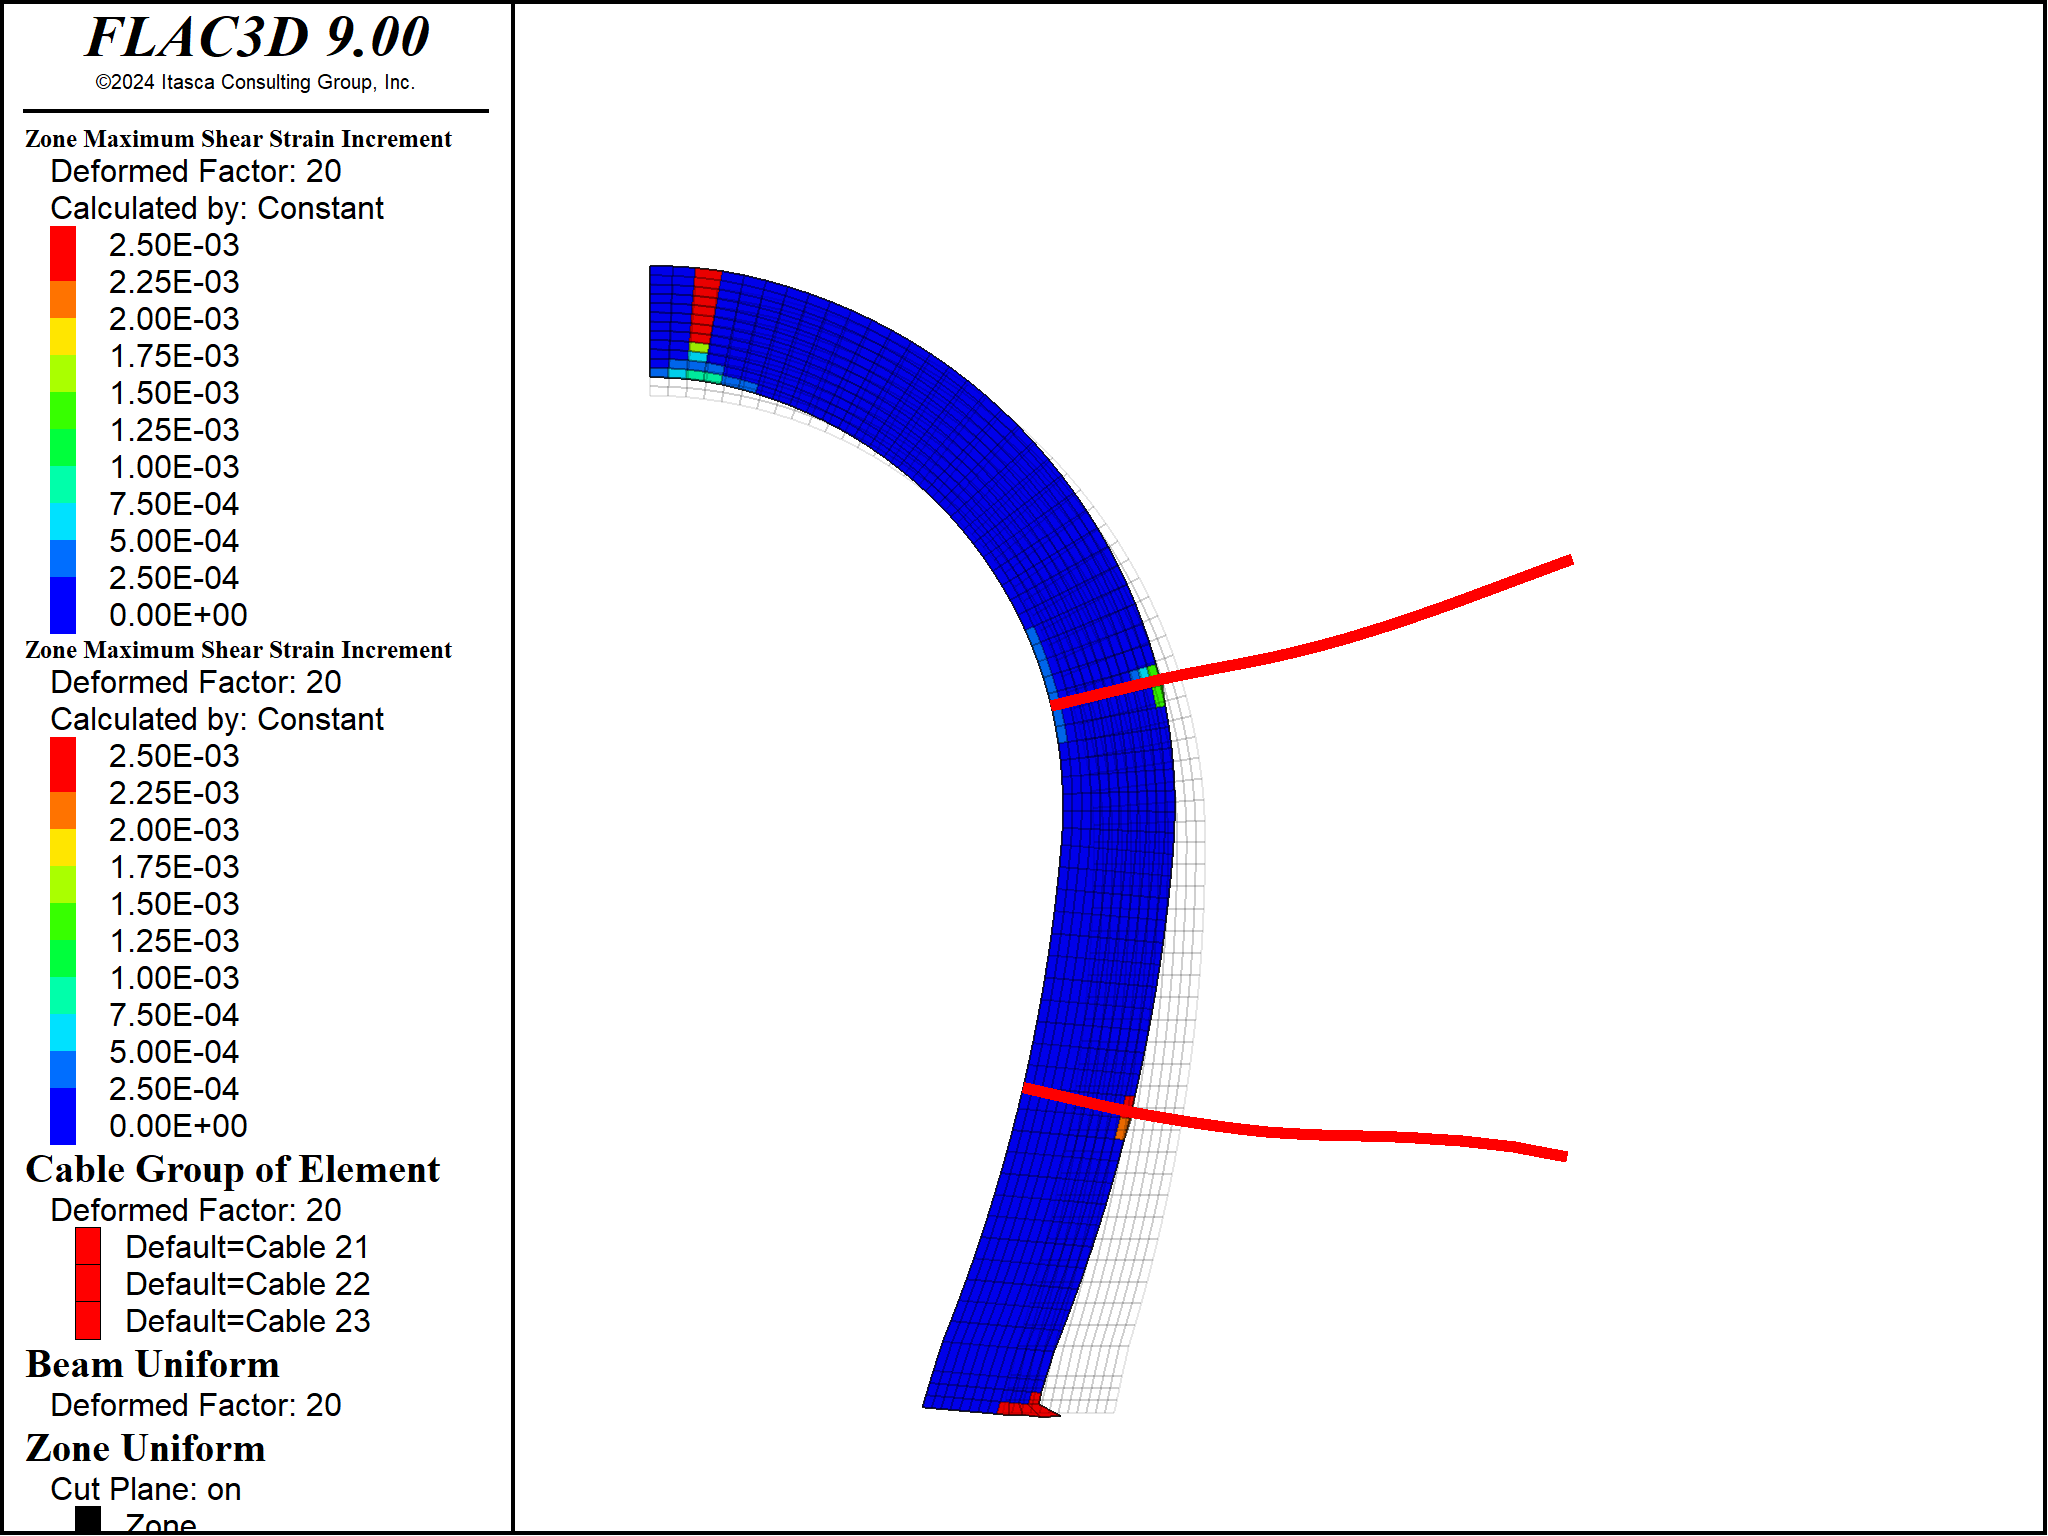 FLAC3D 9.00
©2024 Itasca Consulting Group, Inc.
Zone Maximum Shear Strain Increment
Deformed Factor: 20
Calculated by: Constant
2.50E-03
2.25E-03
2.00E-03
1.75E-03
1.50E-03
1.25E-03
1.00E-03
7.50E-04
5.00E-04
2.50E-04
0.00E+00
Zone Maximum Shear Strain Increment
Deformed Factor: 20
Calculated by: Constant
2.50E-03
2.25E-03
2.00E-03
1.75E-03
1.50E-03
1.25E-03
1.00E-03
7.50E-04
5.00E-04
2.50E-04
0.00E+00
Cable Group of Element
Deformed Factor: 20
Default=Cable 21
Default=Cable 22
Default=Cable 23
Beam Uniform
Deformed Factor: 20
Zone Uniform
Cut Plane: on
Zone